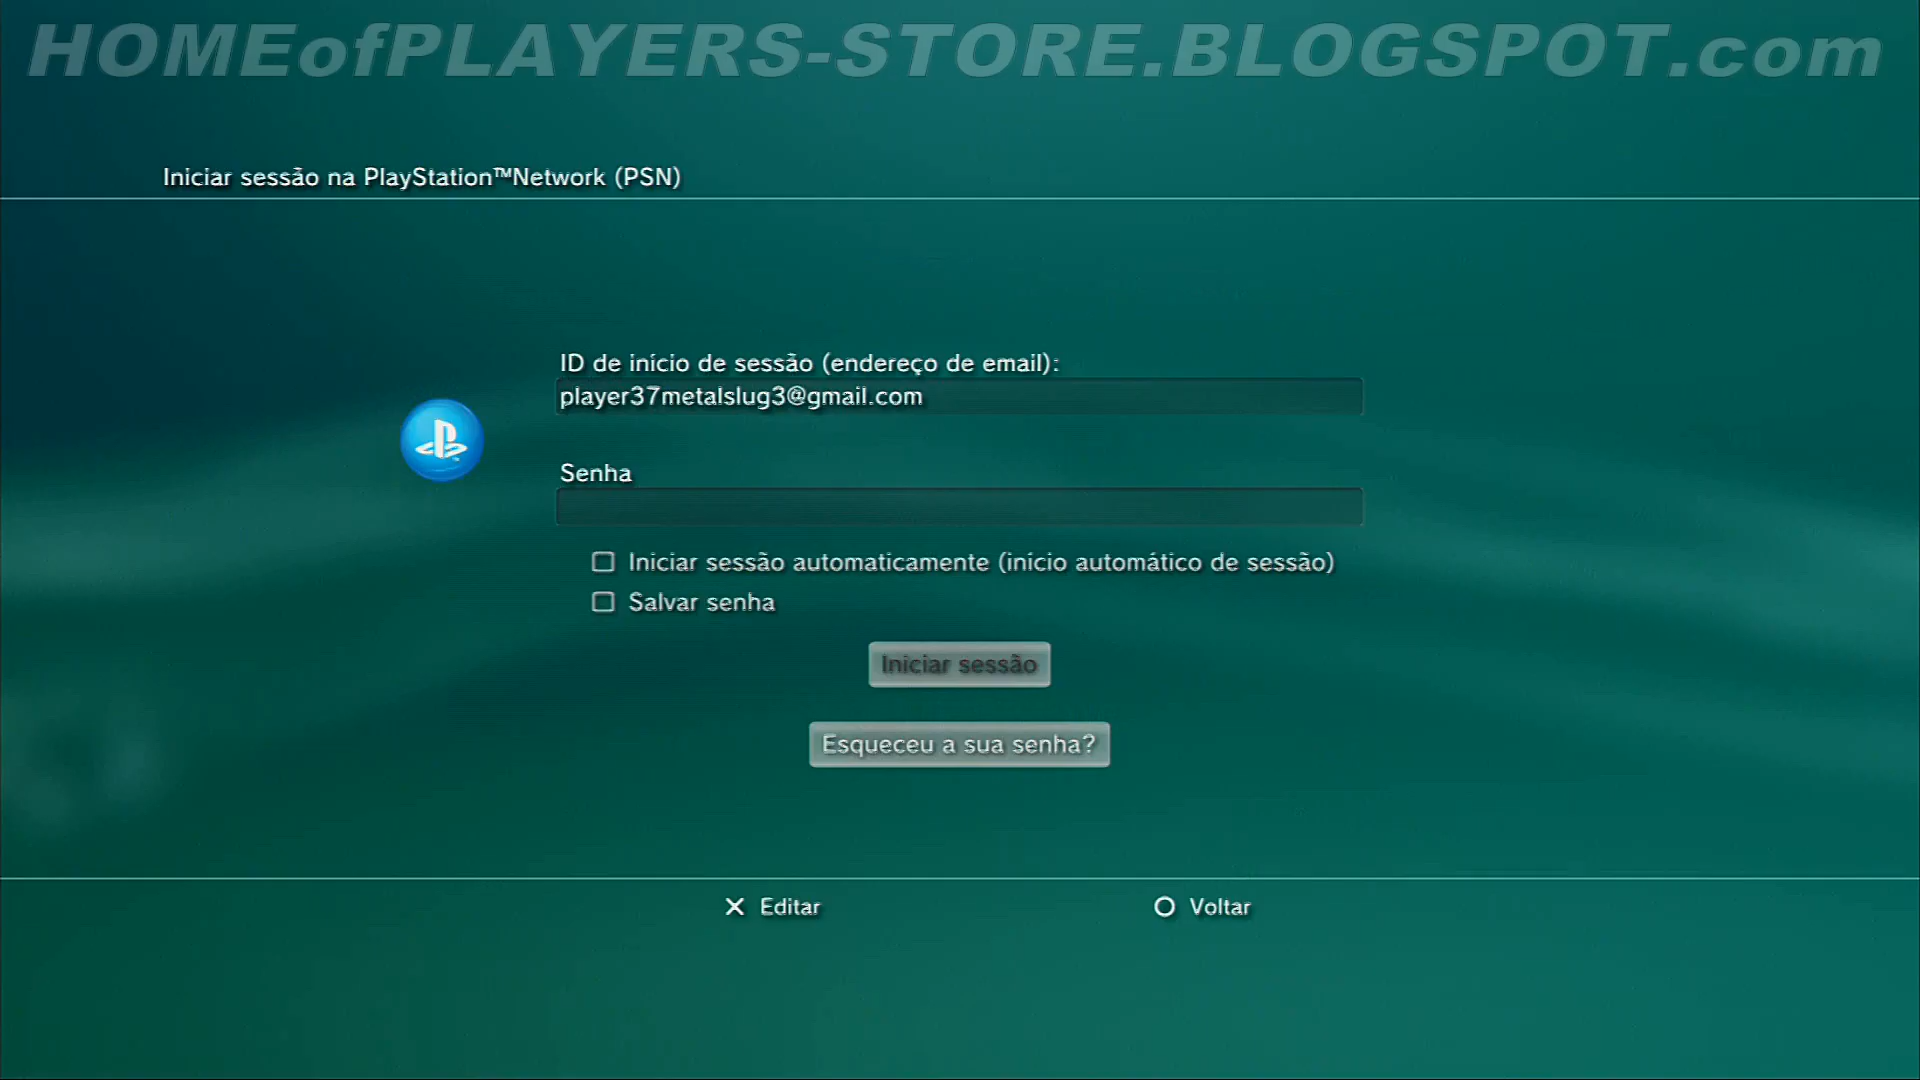 HOMEofPLAYERS-STORE.BLOGSPOT.com
Iniciar sessão na PlayStation™Network (PSN)
ID de início de sessão (endereço de email):
player37metalslug3@gmail.com
Senha
Iniciar sessão automaticamente (início automático de sessão)
Salvar senha
Iniciar sessão
Esqueceu a sua senha?
Editar
Voltar